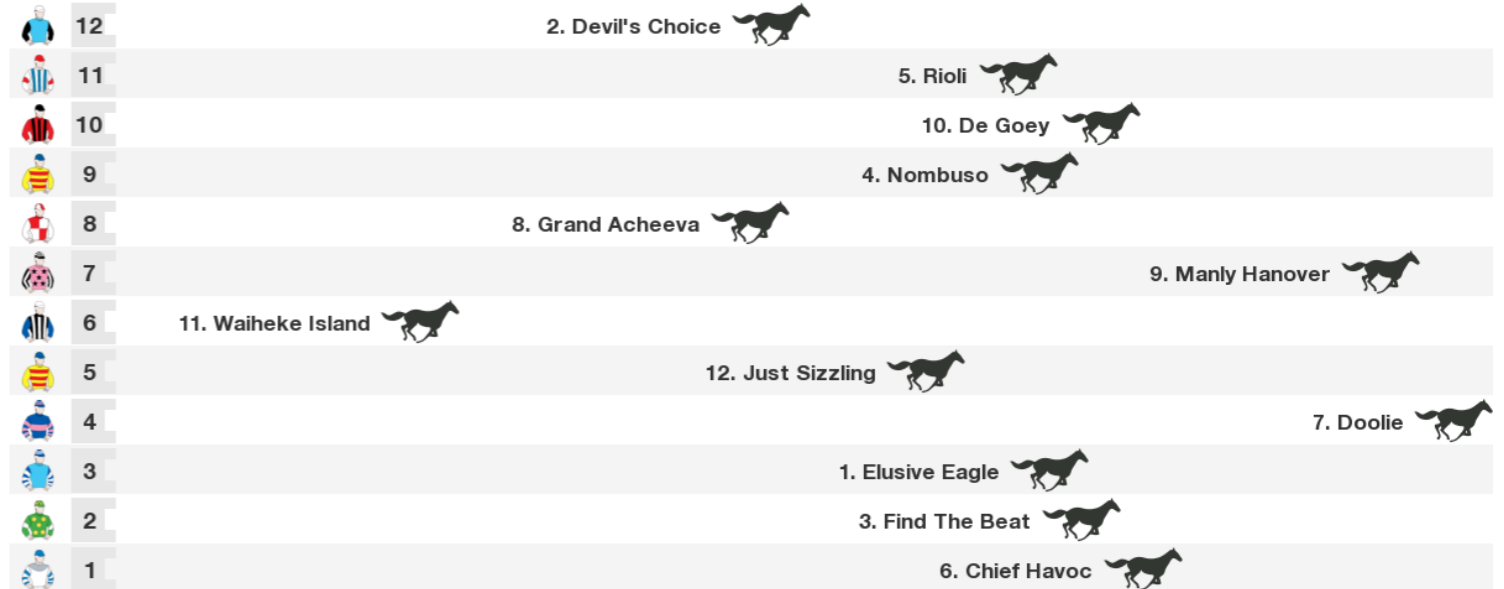 12 2. Devil's Choice
11 5. Rioli
10 10. De Goey
9 4. Nombuso
8 8. Grand Acheeva
7 9. Manly Hanover
6 11. Waiheke Island
5 12. Just Sizzling
4 7. Doolie
3 1. Elusive Eagle
2 3. Find The Beat
1 6. Chief Havoc